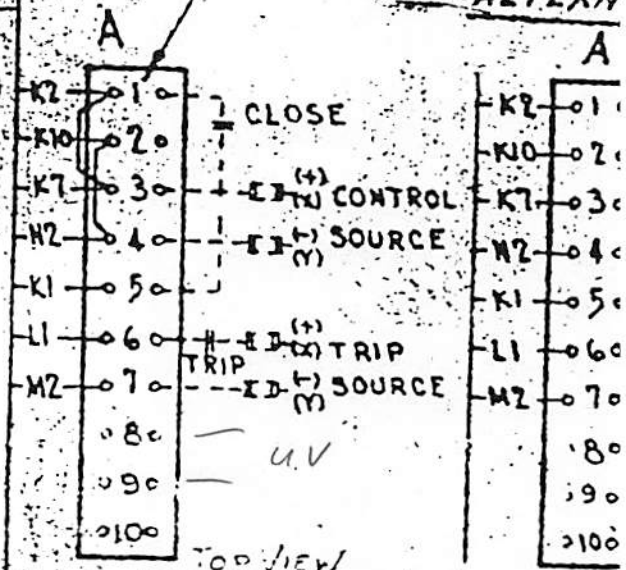 A
A
K2 1 CLOSE
K10 2
K7 3 (+) (X) CONTROL
N2 4 (-) (Y) SOURCE
K1 5
L1 6 TRIP (+) (X) TRIP
M2 7 (-) (Y) SOURCE
8
U.V
9
10
TOP VIEW
K2 1
K10 2
K7 3
N2 4
K1 5
L1 6
M2 7
8
9
10